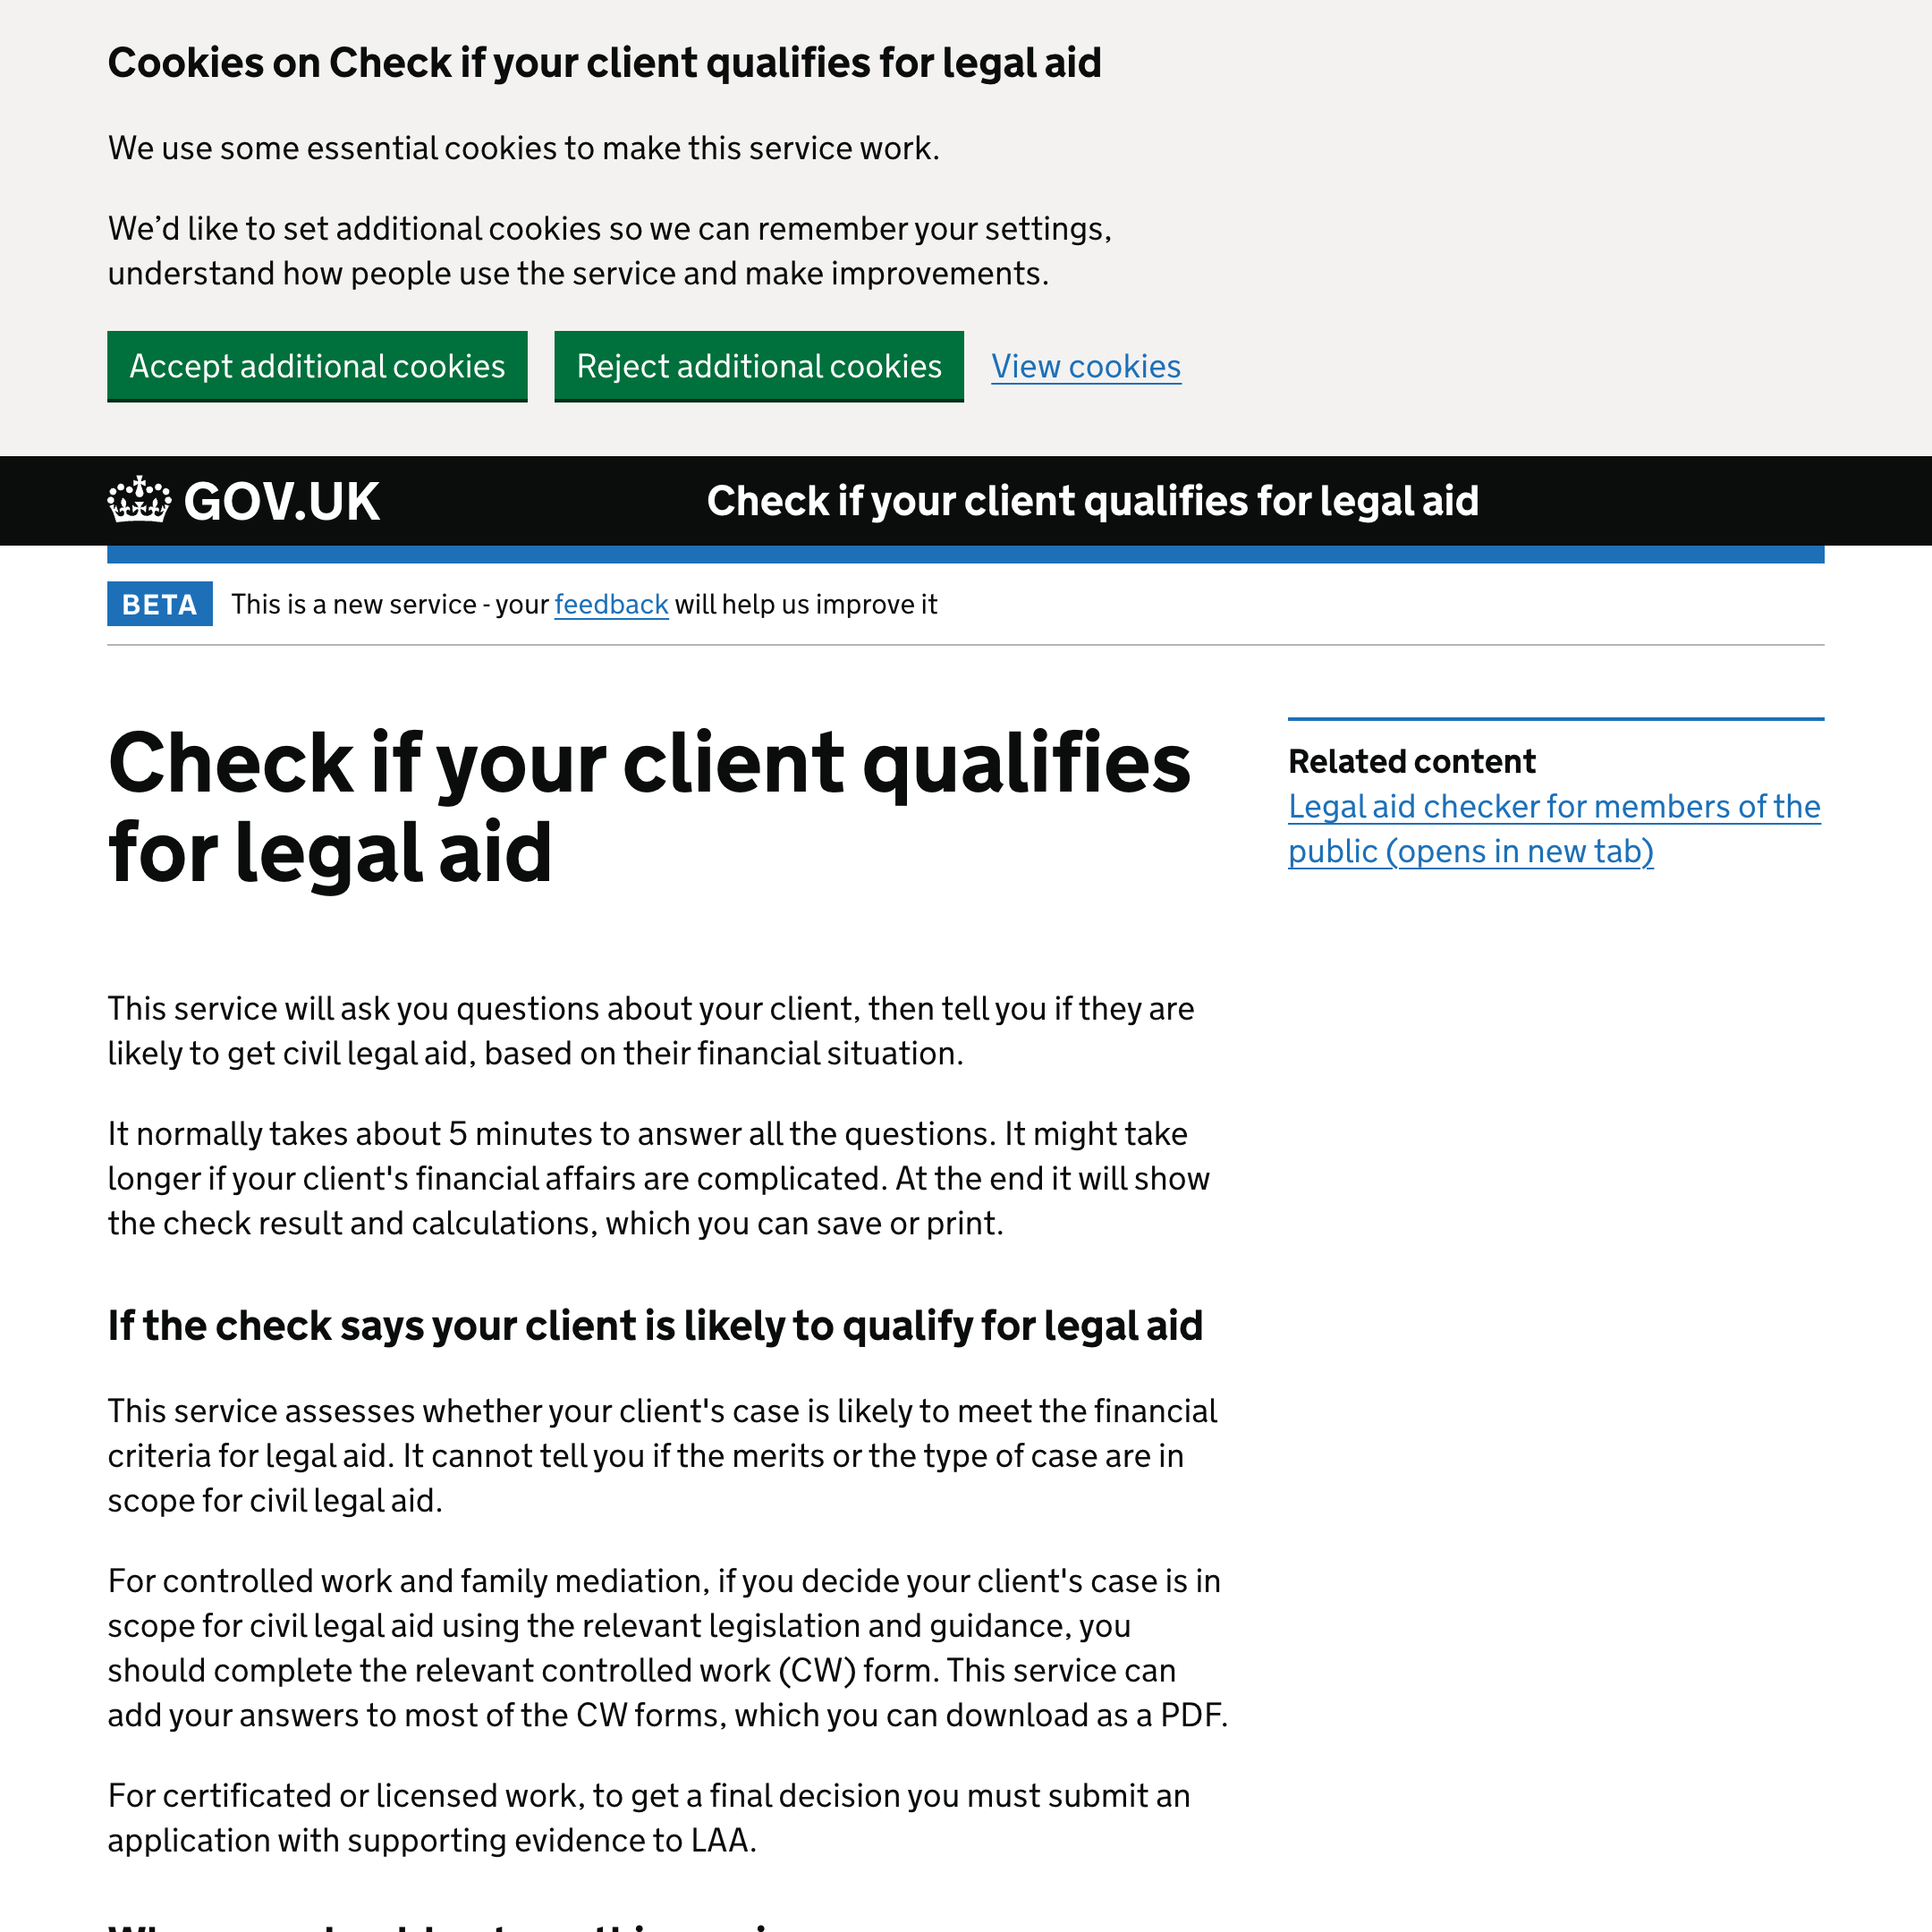 Cookies on Check if your client qualifies for legal aid
We use some essential cookies to make this service work.
We’d like to set additional cookies so we can remember your settings,
understand how people use the service and make improvements.
Accept additional cookies
Reject additional cookies
View cookies
GOV.UK
Check if your client qualifies for legal aid
BETA
This is a new service - your feedback will help us improve it
Check if your client qualifies
for legal aid
Related content
Legal aid checker for members of the
public (opens in new tab)
This service will ask you questions about your client, then tell you if they are
likely to get civil legal aid, based on their financial situation.
It normally takes about 5 minutes to answer all the questions. It might take
longer if your client's financial affairs are complicated. At the end it will show
the check result and calculations, which you can save or print.
If the check says your client is likely to qualify for legal aid
This service assesses whether your client's case is likely to meet the financial
criteria for legal aid. It cannot tell you if the merits or the type of case are in
scope for civil legal aid.
For controlled work and family mediation, if you decide your client's case is in
scope for civil legal aid using the relevant legislation and guidance, you
should complete the relevant controlled work (CW) form. This service can
add your answers to most of the CW forms, which you can download as a PDF.
For certificated or licensed work, to get a final decision you must submit an
application with supporting evidence to LAA.